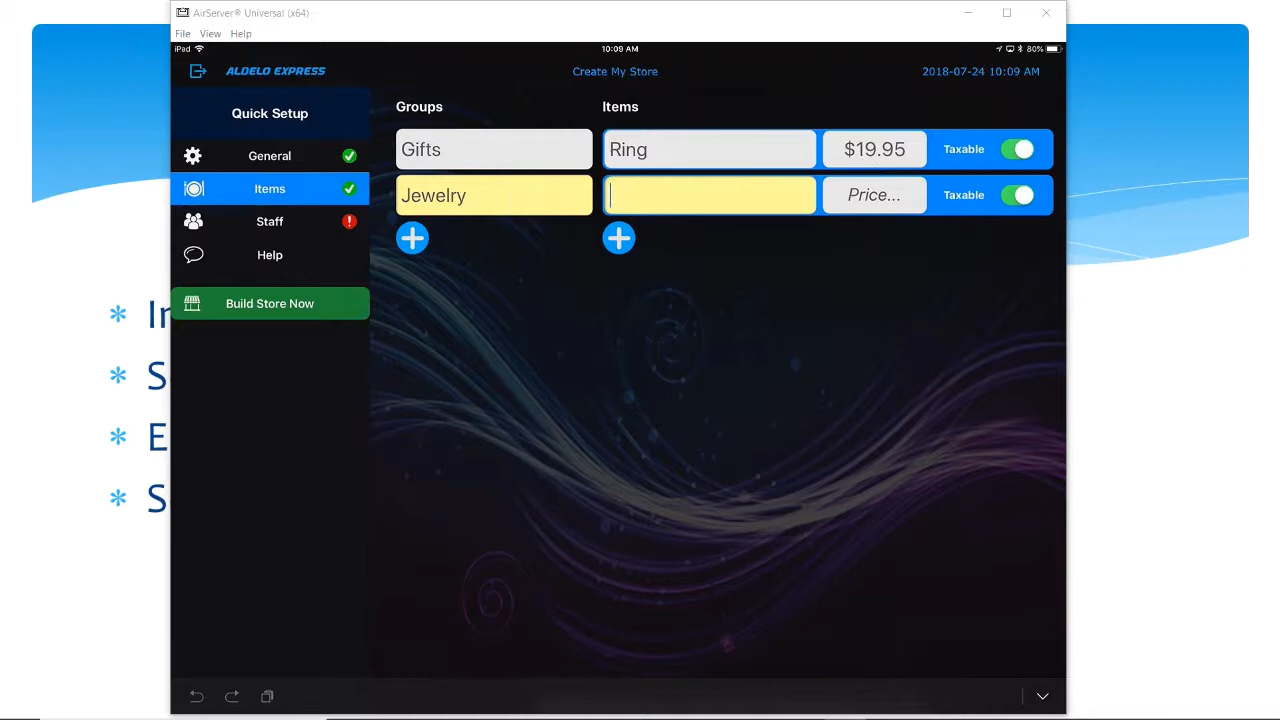 AirServer® Universal (x64)
File View Help
iPad 10:09 AM 80%
ALDELO EXPRESS Create My Store 2018-07-24 10:09 AM
Quick Setup
General
Items
Staff
Help
Build Store Now
Groups Items
Gifts Ring $19.95 Taxable
Jewelry Price... Taxable
* I
* S
* E
* S